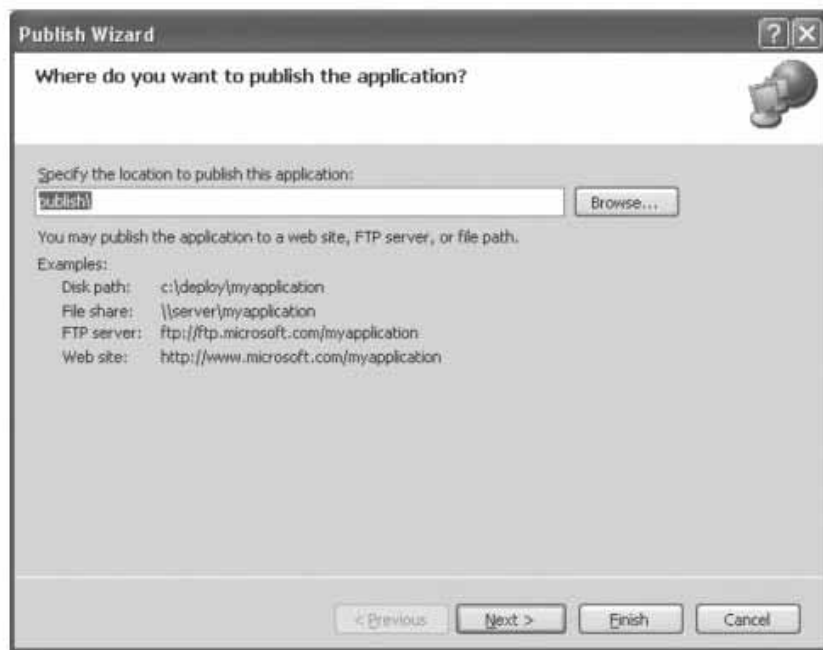 Publish Wizard
Where do you want to publish the application?
Specify the location to publish this application:
publish\
Browse...
You may publish the application to a web site, FTP server, or file path.
Examples:
Disk path: c:\deploy\myapplication
File share: \\server\myapplication
FTP server: ftp://ftp.microsoft.com/myapplication
Web site: http://www.microsoft.com/myapplication
< Previous Next > Finish Cancel